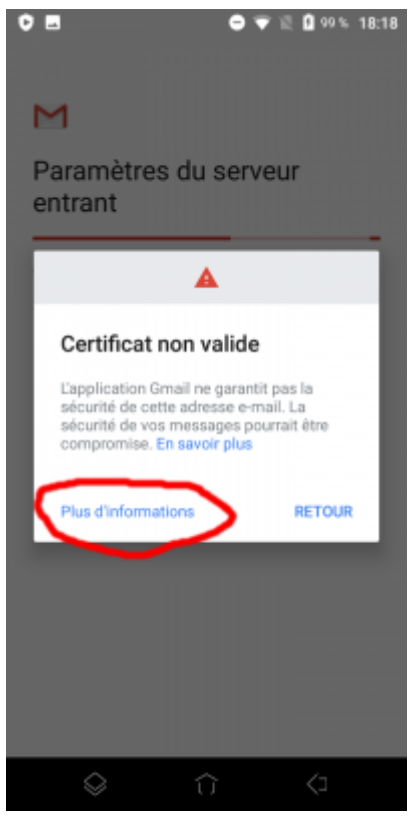 99 % 18:18
Paramètres du serveur
entrant
Certificat non valide
L'application Gmail ne garantit pas la
sécurité de cette adresse e-mail. La
sécurité de vos messages pourrait être
compromise. En savoir plus
Plus d'informations RETOUR